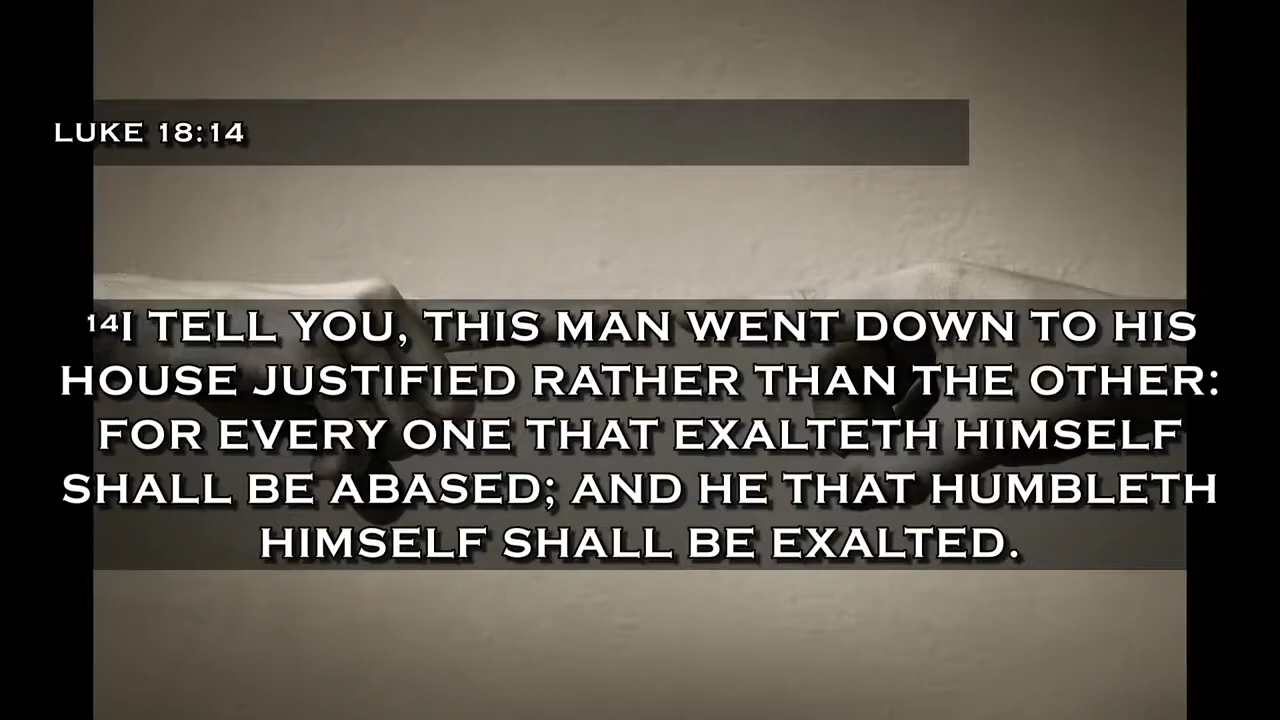 LUKE 18:14
¹⁴I TELL YOU, THIS MAN WENT DOWN TO HIS
HOUSE JUSTIFIED RATHER THAN THE OTHER:
FOR EVERY ONE THAT EXALTETH HIMSELF
SHALL BE ABASED; AND HE THAT HUMBLETH
HIMSELF SHALL BE EXALTED.